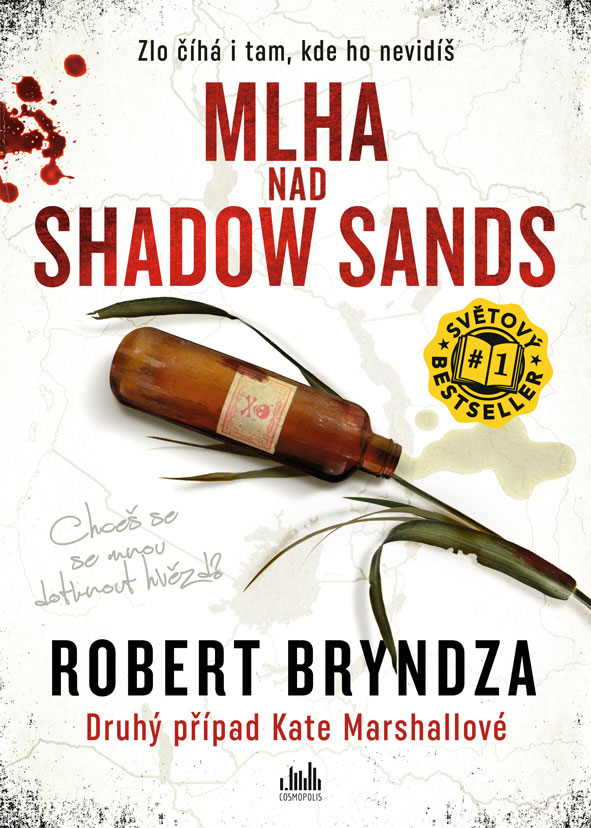 Zlo číhá i tam, kde ho nevidíš
MLHA
NAD
SHADOW SANDS
SVĚTOVÝ
#1
BESTSELLER
Chceš se
se mnou
dotknout hvězd?
ROBERT BRYNDZA
Druhý případ Kate Marshallové
COSMOPOLIS